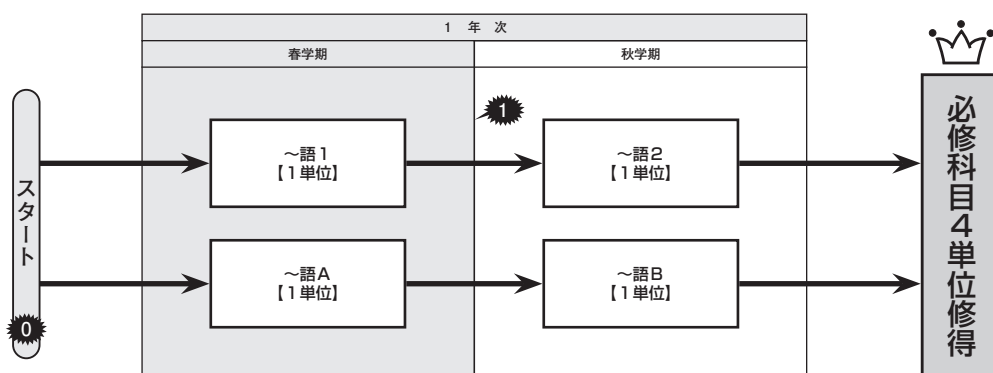 1 年 次
春学期
秋学期
スタート
0
1
～語1
【1単位】
～語2
【1単位】
～語A
【1単位】
～語B
【1単位】
必修科目4単位修得